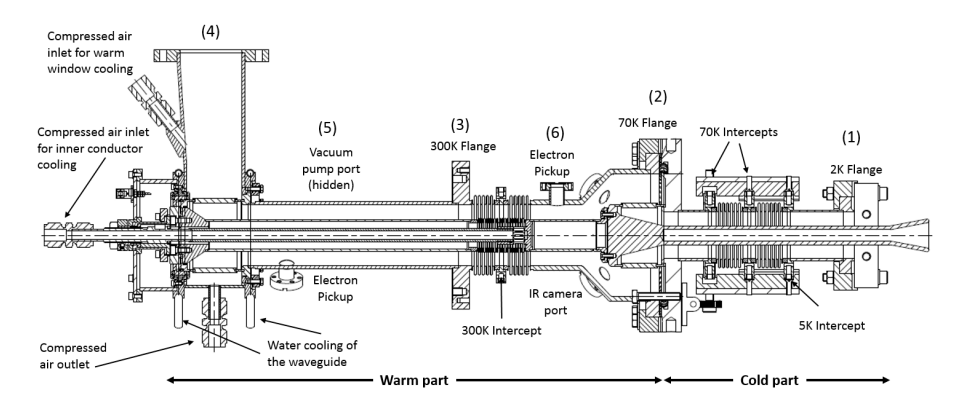 (4)
Compressed air
inlet for warm
window cooling
Compressed air inlet
for inner conductor
cooling
(5)
Vacuum
pump port
(hidden)
(3)
300K Flange
(6)
Electron
Pickup
(2)
70K Flange
70K Intercepts
(1)
2K Flange
Electron
Pickup
300K Intercept
IR camera
port
5K Intercept
Compressed
air outlet
Water cooling of
the waveguide
Warm part
Cold part